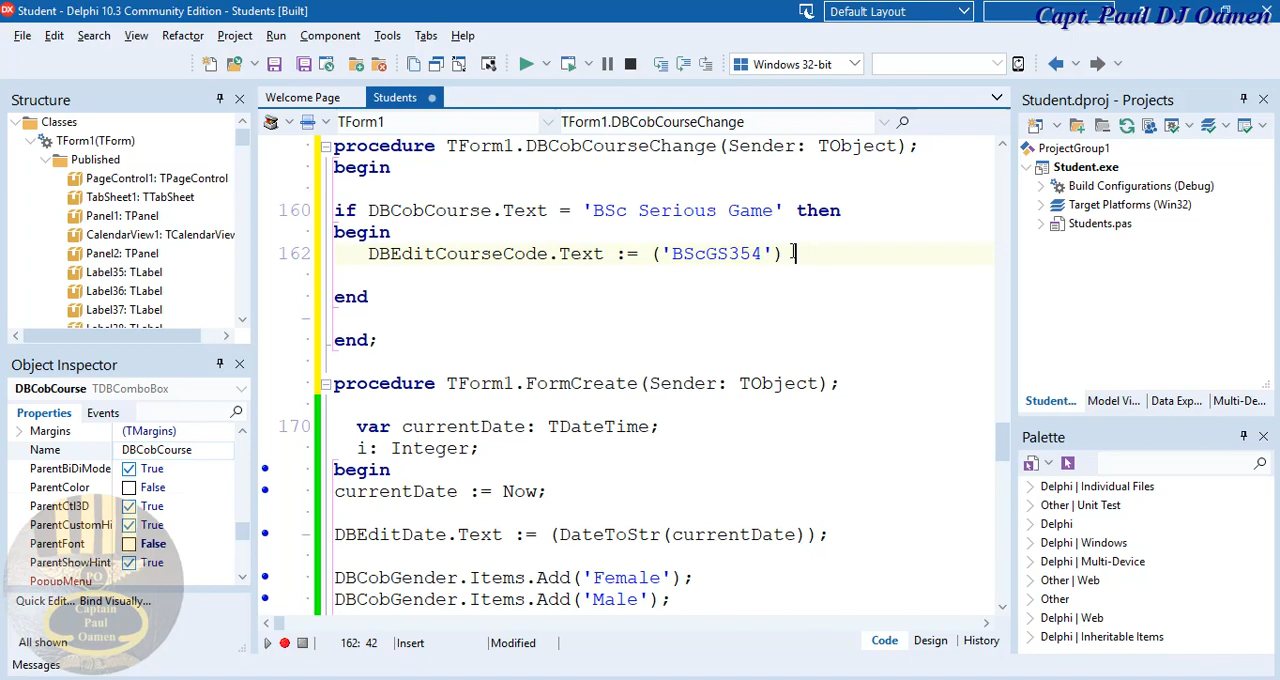 Student - Delphi 10.3 Community Edition - Students [Built]
Default Layout
Capt. Paul DJ Oamen
File Edit Search View Refactor Project Run Component Tools Tabs Help
Windows 32-bit
Structure
Classes
TForm1(TForm)
Published
PageControl1: TPageControl
TabSheet1: TTabSheet
Panel1: TPanel
CalendarView1: TCalendarView
Panel2: TPanel
Label35: TLabel
Label36: TLabel
Label37: TLabel
Label38: TLabel
Object Inspector
DBCobCourse TDBComboBox
Properties Events
Margins (TMargins)
Name DBCobCourse
ParentBiDiMode True
ParentColor False
ParentCtl3D True
ParentCustomHi True
ParentFont False
ParentShowHint True
PopupMenu
Quick Edit... Bind Visually...
All shown
PO
Captain
Paul
Oamen
Messages
Welcome Page Students
TForm1 TForm1.DBCobCourseChange
procedure TForm1.DBCobCourseChange(Sender: TObject);
begin
160 if DBCobCourse.Text = 'BSc Serious Game' then
begin
162 DBEditCourseCode.Text := ('BScGS354')
end
end;
procedure TForm1.FormCreate(Sender: TObject);
170 var currentDate: TDateTime;
i: Integer;
begin
currentDate := Now;
DBEditDate.Text := (DateToStr(currentDate));
DBCobGender.Items.Add('Female');
DBCobGender.Items.Add('Male');
162: 42 Insert Modified Code Design History
Student.dproj - Projects
ProjectGroup1
Student.exe
Build Configurations (Debug)
Target Platforms (Win32)
Students.pas
Student... Model Vi... Data Exp... Multi-De...
Palette
Delphi | Individual Files
Other | Unit Test
Delphi
Delphi | Windows
Delphi | Multi-Device
Other | Web
Other
Delphi | Web
Delphi | Inheritable Items